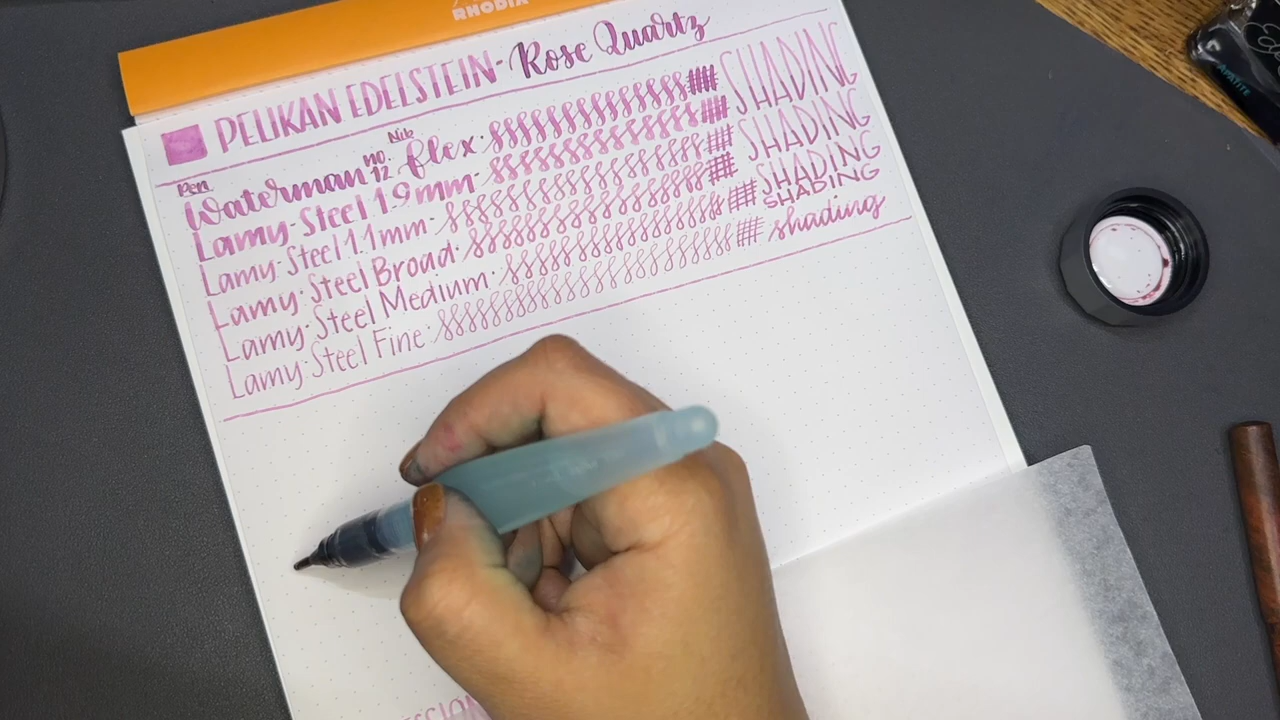 RHODIA
PELIKAN EDELSTEIN- Rose Quartz
Pen Nib
Waterman no. 12 flex. SHADING
Lamy-Steel 1.9mm- SHADING
Lamy-Steel 1.1mm- SHADING
Lamy-Steel Broad. SHADING
Lamy-Steel Medium. shading
Lamy-Steel Fine.
APATITE